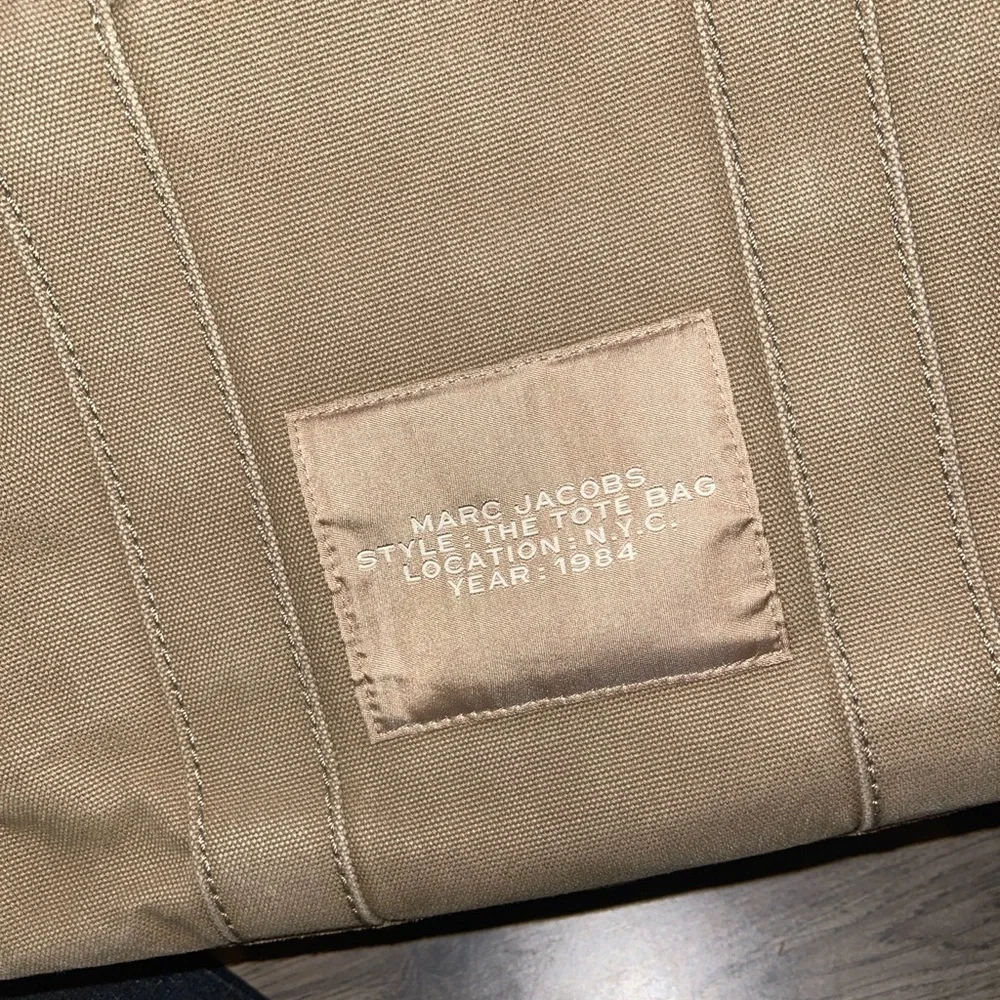 MARC JACOBS
STYLE: THE TOTE BAG
LOCATION: N.Y.C.
YEAR: 1984